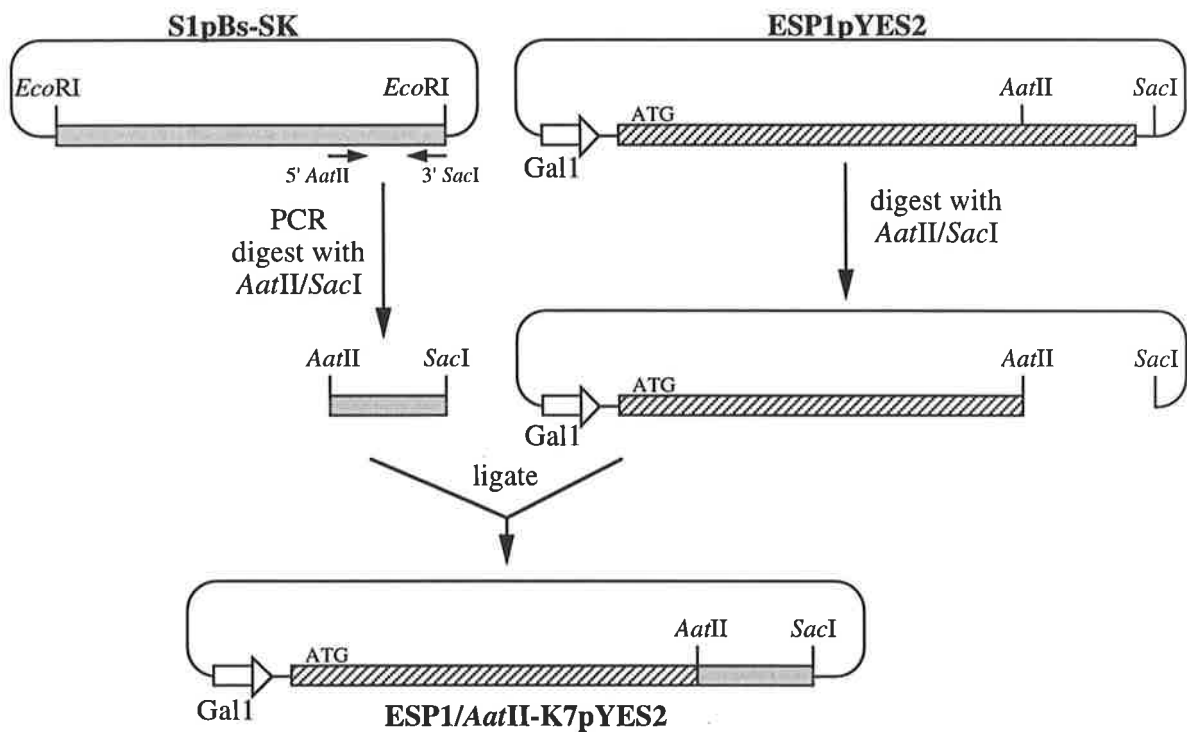 S1pBs-SK
ESP1pYES2
EcoRI
EcoRI
AatII
SacI
ATG
Gal1
5' AatII
3' SacI
PCR
digest with
AatII/SacI
digest with
AatII/SacI
AatII
SacI
AatII
SacI
ATG
Gal1
ligate
AatII
SacI
ATG
Gal1
ESP1/AatII-K7pYES2